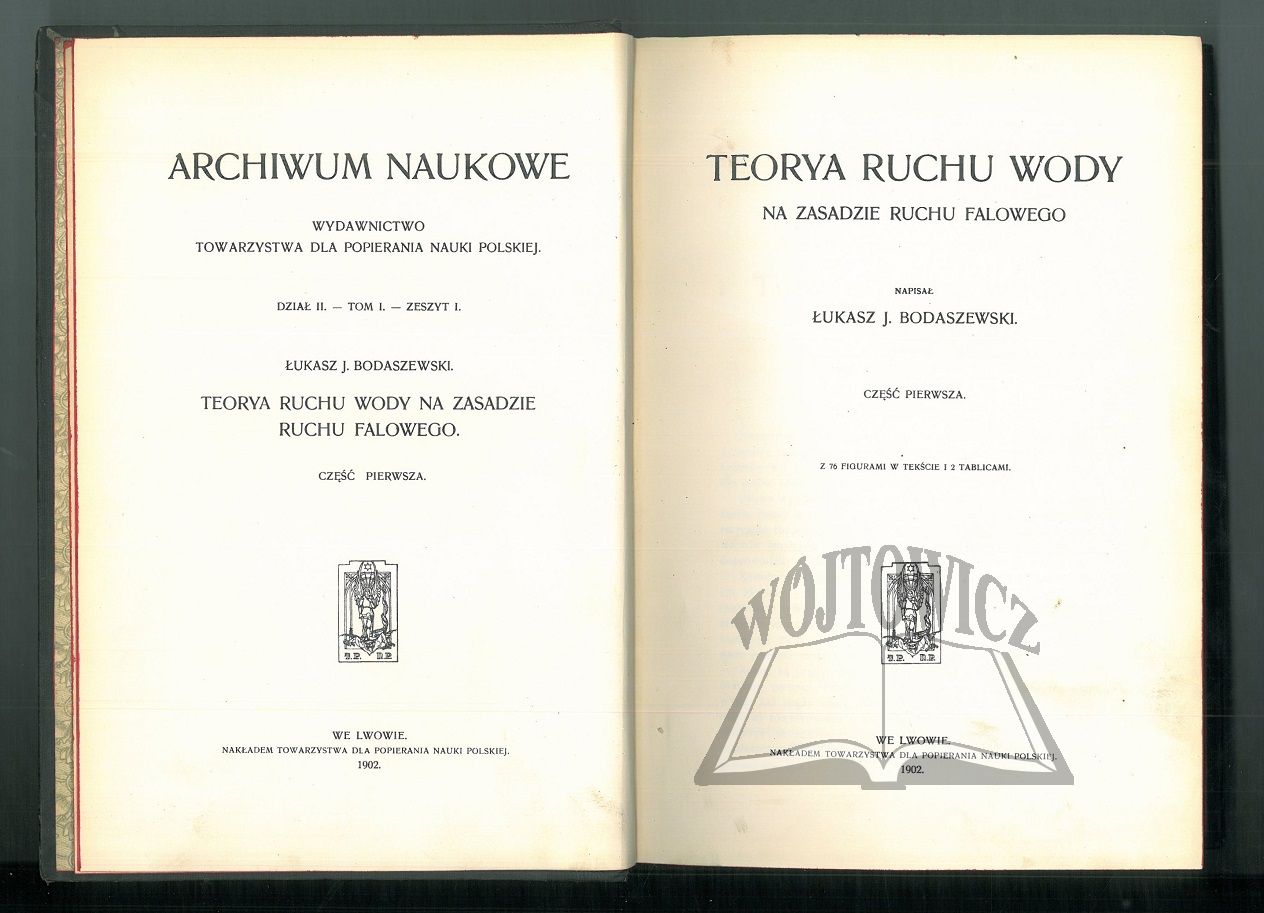 ARCHIWUM NAUKOWE
WYDAWNICTWO
TOWARZYSTWA DLA POPIERANIA NAUKI POLSKIEJ.
DZIAŁ II. — TOM I. — ZESZYT I.
ŁUKASZ J. BODASZEWSKI.
TEORYA RUCHU WODY NA ZASADZIE
RUCHU FALOWEGO.
CZĘŚĆ PIERWSZA.
T.P. N.P.
WE LWOWIE.
NAKŁADEM TOWARZYSTWA DLA POPIERANIA NAUKI POLSKIEJ.
1902.
TEORYA RUCHU WODY
NA ZASADZIE RUCHU FALOWEGO
NAPISAŁ
ŁUKASZ J. BODASZEWSKI.
CZĘŚĆ PIERWSZA.
Z 76 FIGURAMI W TEKŚCIE I 2 TABLICAMI.
WÓJTOWICZ
T.P. N.P.
WE LWOWIE.
NAKŁADEM TOWARZYSTWA DLA POPIERANIA NAUKI POLSKIEJ.
1902.